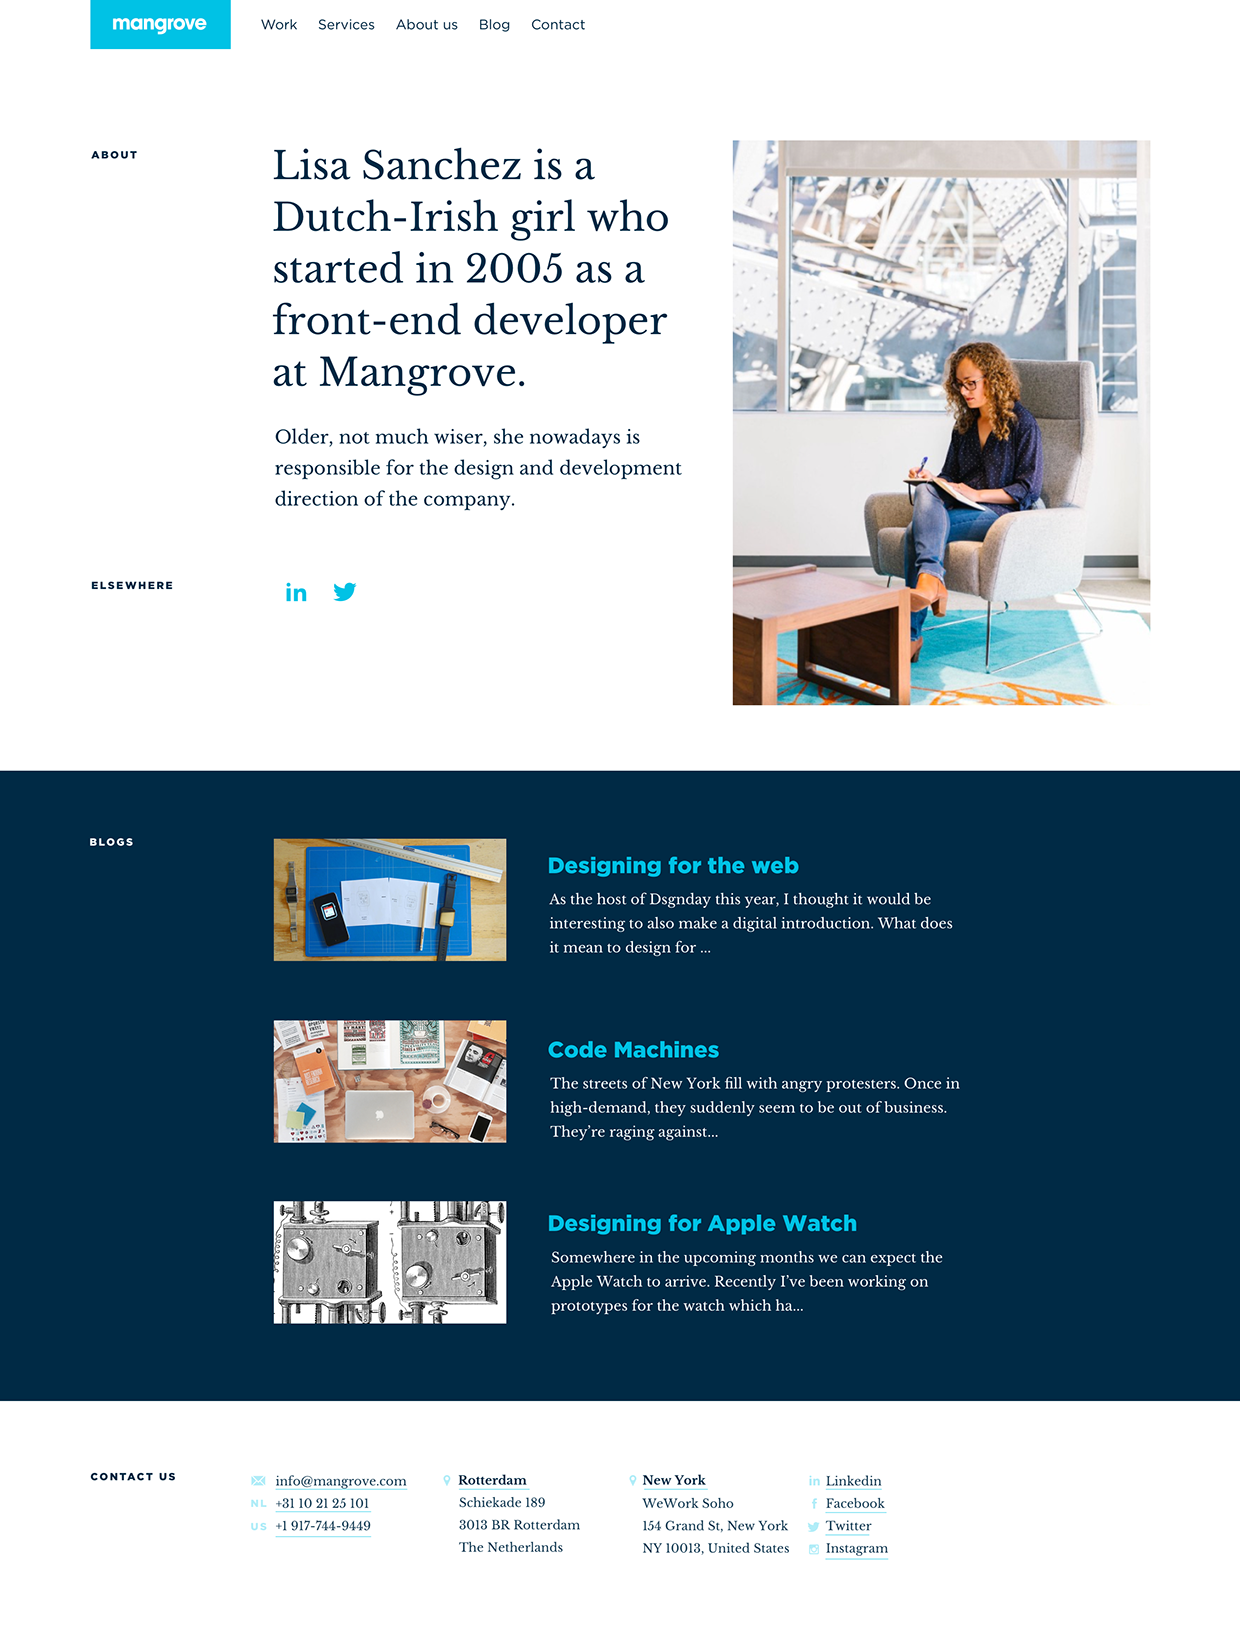 mangrove
Work Services About us Blog Contact
ABOUT
Lisa Sanchez is a
Dutch-Irish girl who
started in 2005 as a
front-end developer
at Mangrove.
Older, not much wiser, she nowadays is
responsible for the design and development
direction of the company.
ELSEWHERE
in
BLOGS
Designing for the web
As the host of Dsgnday this year, I thought it would be
interesting to also make a digital introduction. What does
it mean to design for ...
Code Machines
The streets of New York fill with angry protesters. Once in
high-demand, they suddenly seem to be out of business.
They’re raging against...
Designing for Apple Watch
Somewhere in the upcoming months we can expect the
Apple Watch to arrive. Recently I’ve been working on
prototypes for the watch which ha...
CONTACT US
info@mangrove.com
NL +31 10 21 25 101
US +1 917-744-9449
Rotterdam
Schiekade 189
3013 BR Rotterdam
The Netherlands
New York
WeWork Soho
154 Grand St, New York
NY 10013, United States
in Linkedin
f Facebook
Twitter
Instagram